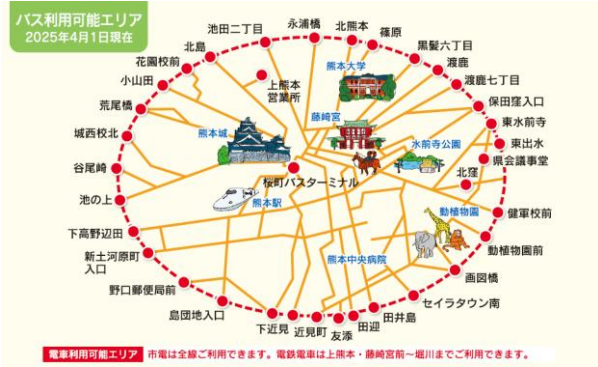 バス利用可能エリア
2025年4月1日現在
池田二丁目
永浦橋
北熊本
篠原
黒髪六丁目
渡鹿
渡鹿七丁目
保田窪入口
東水前寺
東出水
県会議事堂
北窪
健軍校前
動植物園前
画図橋
セイラタウン南
田井島
田迎
友添
近見町
下近見
島団地入口
野口郵便局前
新土河原町
入口
下高野辺田
池の上
谷尾崎
城西校北
荒尾橋
小山田
花園校前
北島
上熊本
営業所
熊本大学
藤崎宮
熊本城
水前寺公園
桜町バスターミナル
熊本駅
動植物園
熊本中央病院
電車利用可能エリア 市電は全線ご利用できます。電鉄電車は上熊本・藤崎宮前～堀川までご利用できます。